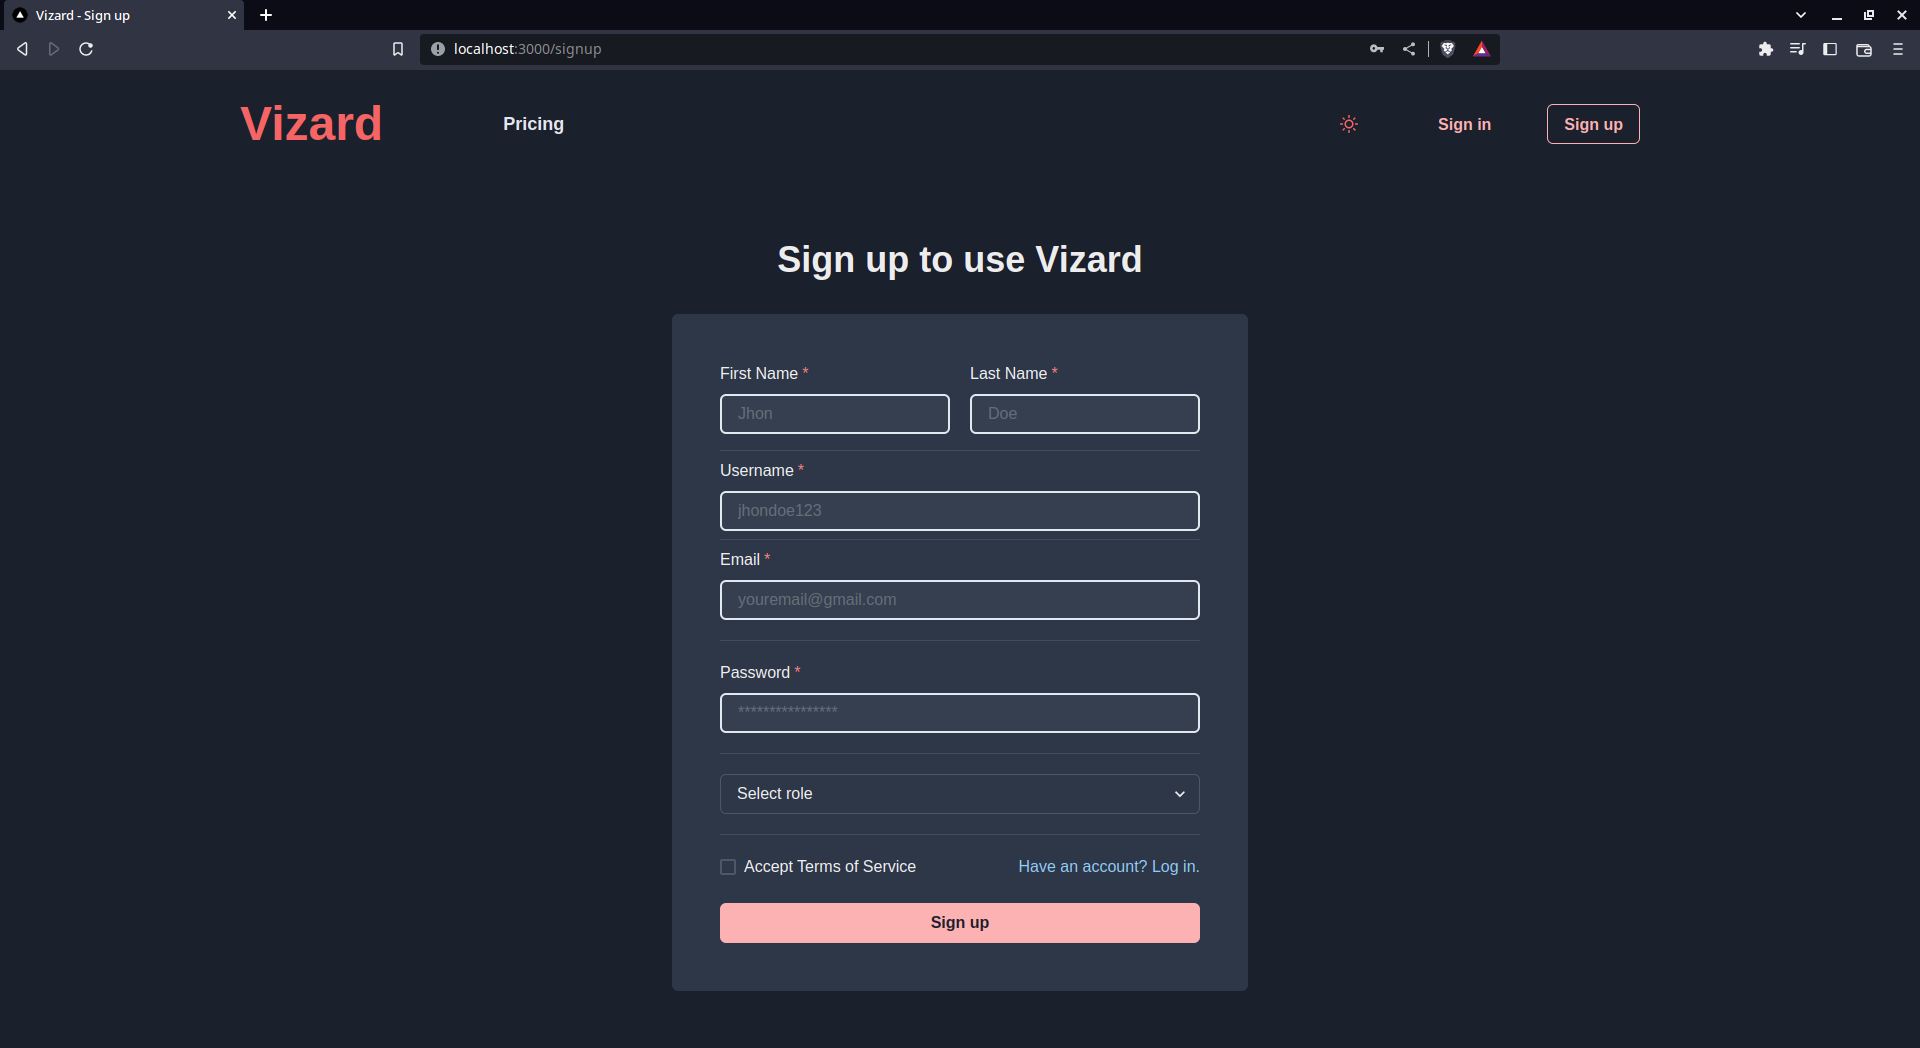 Vizard - Sign up
localhost:3000/signup
Vizard
Pricing
Sign in
Sign up
Sign up to use Vizard
First Name *
Last Name *
Jhon
Doe
Username *
jhondoe123
Email *
youremail@gmail.com
Password *
****************
Select role
Accept Terms of Service
Have an account? Log in.
Sign up